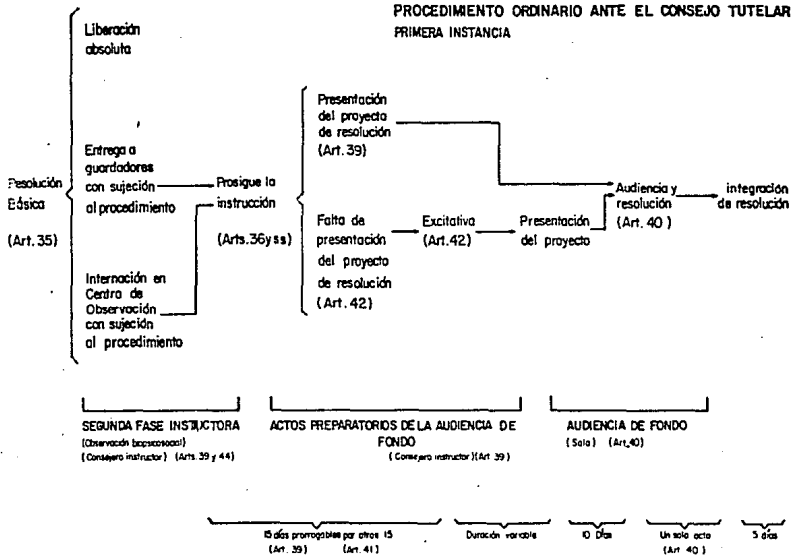 PROCEDIMIENTO ORDINARIO ANTE EL CONSEJO TUTELAR
PRIMERA INSTANCIA
Resolución
Básica
(Art. 35)
Liberación
absoluta
Entrega a
guardadores
con sujeción
al procedimiento
Internación en
Centro de
Observación
con sujeción
al procedimiento
Prosigue la
instrucción
(Arts. 36 y ss)
Presentación
del proyecto
de resolución
(Art. 39)
Falta de
presentación
del proyecto
de resolución
(Art. 42)
Excitativa
(Art. 42)
Presentación
del proyecto
Audiencia y
resolución
(Art. 40)
integración
de resolución
SEGUNDA FASE INSTUCTORA
(Observación biopsicosocial)
(Consejero instructor) (Arts. 39 y 44)
ACTOS PREPARATORIOS DE LA AUDIENCIA DE
FONDO
(Consejero instructor)(Art 39)
AUDIENCIA DE FONDO
(Sala) (Art. 40)
15 días prorrogables por otros 15
(Art. 39) (Art. 41)
Duración variable
10 Días
Un solo acto
(Art 40)
5 días